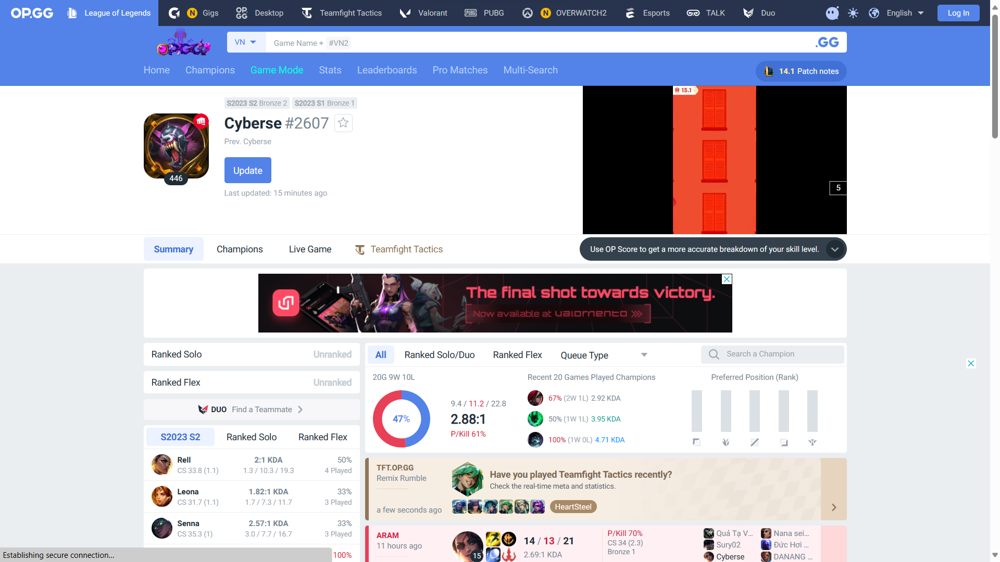 OP.GG League of Legends N Gigs OP.GG Desktop Teamfight Tactics Valorant PUBG PUBG N OVERWATCH2 Esports TALK Duo English Log In
OPGG VN Game Name + #VN2 .GG
Home Champions Game Mode Stats Leaderboards Pro Matches Multi-Search 14.1 Patch notes
15.1
S2023 S2 Bronze 2 S2023 S1 Bronze 1
Cyberse #2607
Prev. Cyberse
Update
446
5
Last updated: 15 minutes ago
Summary Champions Live Game Teamfight Tactics Use OP Score to get a more accurate breakdown of your skill level.
The final shot towards victory.
Now available at valomento
Ranked Solo Unranked
Ranked Flex Unranked
DUO Find a Teammate
S2023 S2 Ranked Solo Ranked Flex
Rell 2:1 KDA 50%
CS 33.8 (1.1) 1.3 / 10.3 / 19.3 4 Played
Leona 1.82:1 KDA 33%
CS 31.7 (1.1) 1.7 / 7.3 / 11.7 3 Played
Senna 2.57:1 KDA 33%
CS 35.3 (1) 3.0 / 7.7 / 16.7 3 Played
100%
All Ranked Solo/Duo Ranked Flex Queue Type Search a Champion
20G 9W 10L Recent 20 Games Played Champions Preferred Position (Rank)
47%
9.4 / 11.2 / 22.8
2.88:1
P/Kill 61%
67% (2W 1L) 2.92 KDA
50% (1W 1L) 3.95 KDA
100% (1W 0L) 4.71 KDA
TFT.OP.GG
Remix Rumble
a few seconds ago
Have you played Teamfight Tactics recently?
Check the real-time meta and statistics.
HeartSteel
ARAM
11 hours ago
15
14 / 13 / 21
2.69:1 KDA
P/Kill 70%
CS 34 (2.3)
Bronze 1
Quả Tạ V... Nana sei...
Sury02 Đức Hơi ...
Cyberse DANANG ...
Establishing secure connection...